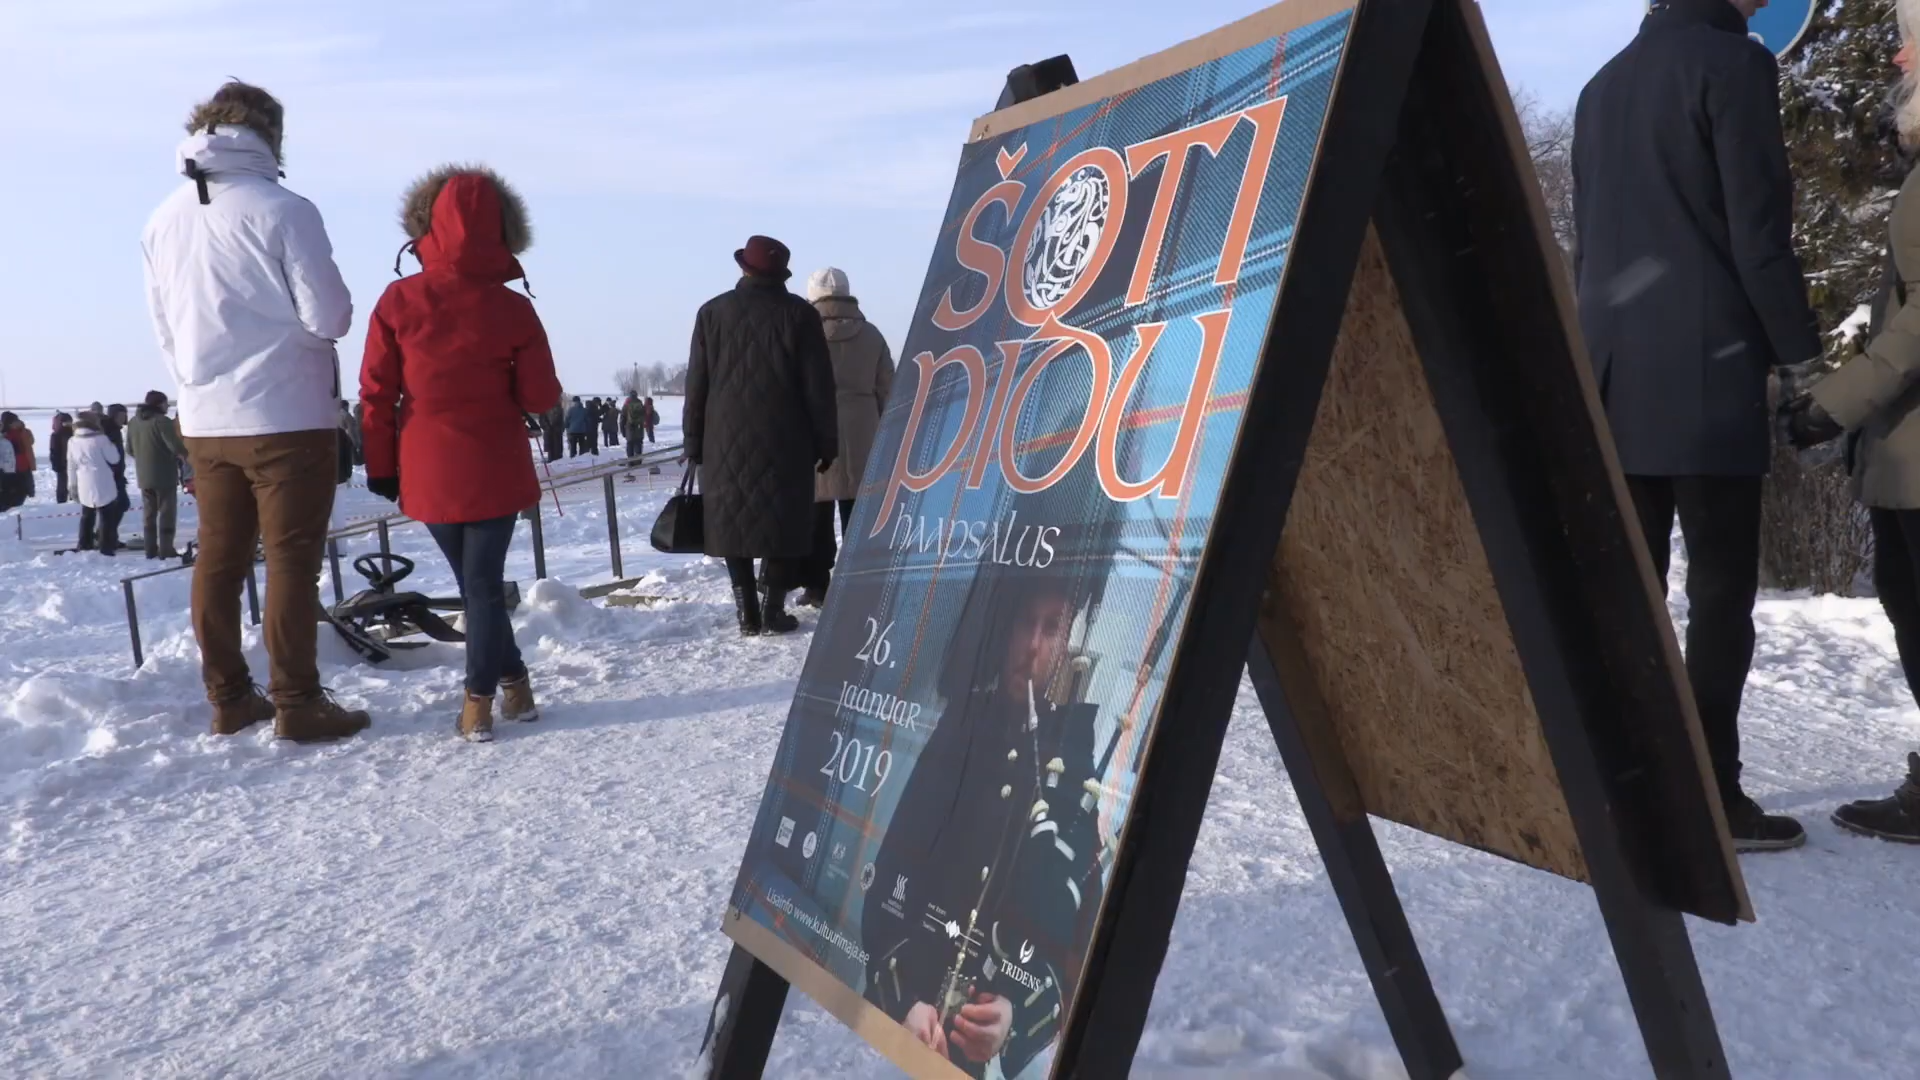 ŠOTI
PIDU
haapsalus
26.
jaanuar
2019
Lisainfo www.kultuurimaja.ee
TRIDENS